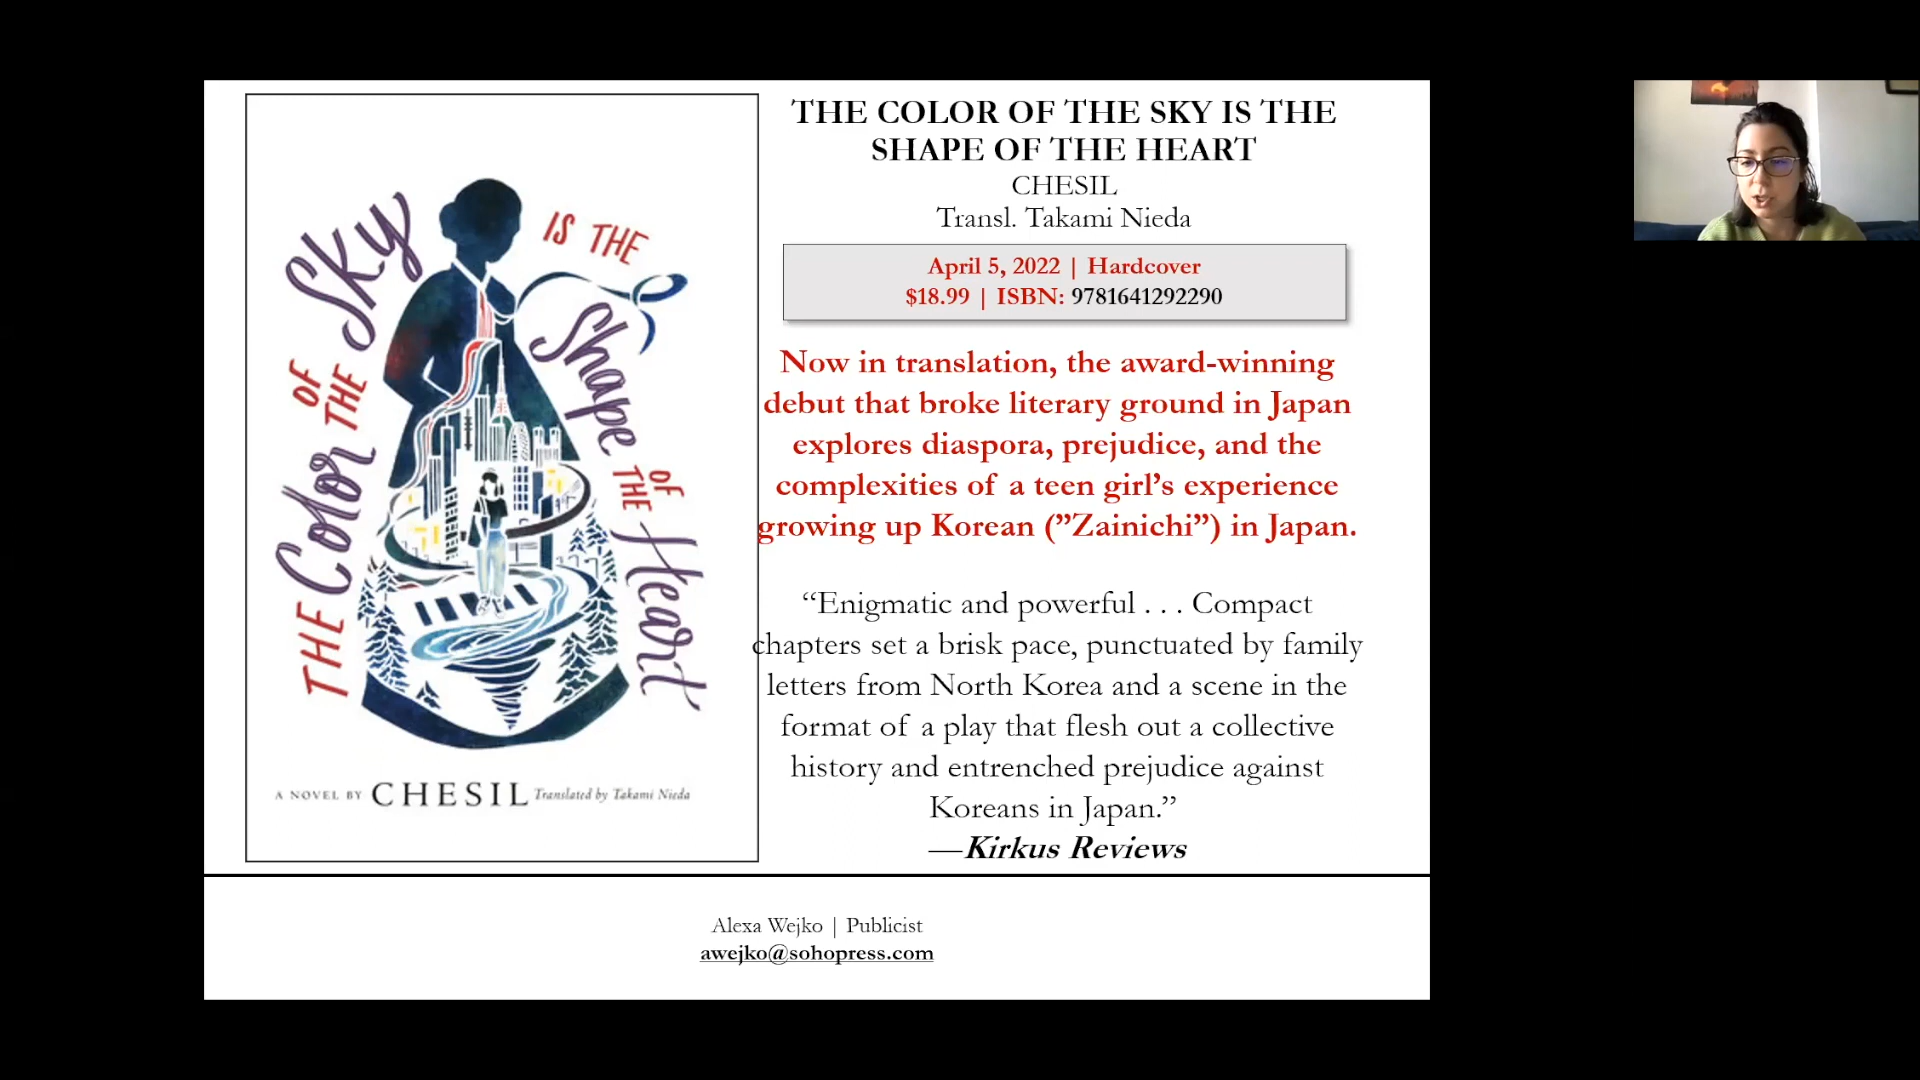 THE Color OF THE Sky IS THE Shape OF THE Heart
A NOVEL BY CHESIL Translated by Takami Nieda
THE COLOR OF THE SKY IS THE
SHAPE OF THE HEART
CHESIL
Transl. Takami Nieda
April 5, 2022 | Hardcover
$18.99 | ISBN: 9781641292290
Now in translation, the award-winning
debut that broke literary ground in Japan
explores diaspora, prejudice, and the
complexities of a teen girl’s experience
growing up Korean (”Zainichi”) in Japan.
“Enigmatic and powerful . . . Compact
chapters set a brisk pace, punctuated by family
letters from North Korea and a scene in the
format of a play that flesh out a collective
history and entrenched prejudice against
Koreans in Japan.”
—Kirkus Reviews
Alexa Wejko | Publicist
awejko@sohopress.com